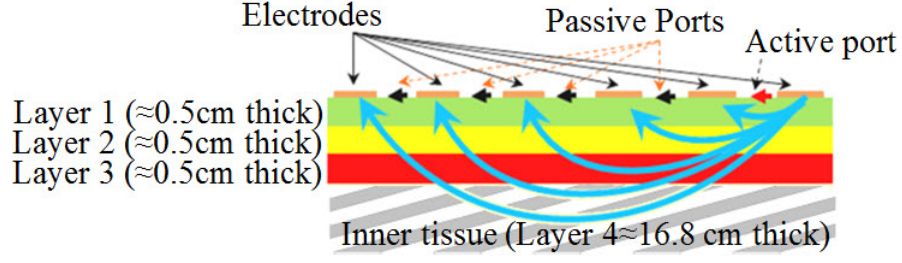 Electrodes
Passive Ports
Active port
Layer 1 (≈0.5cm thick)
Layer 2 (≈0.5cm thick)
Layer 3 (≈0.5cm thick)
Inner tissue (Layer 4≈16.8 cm thick)